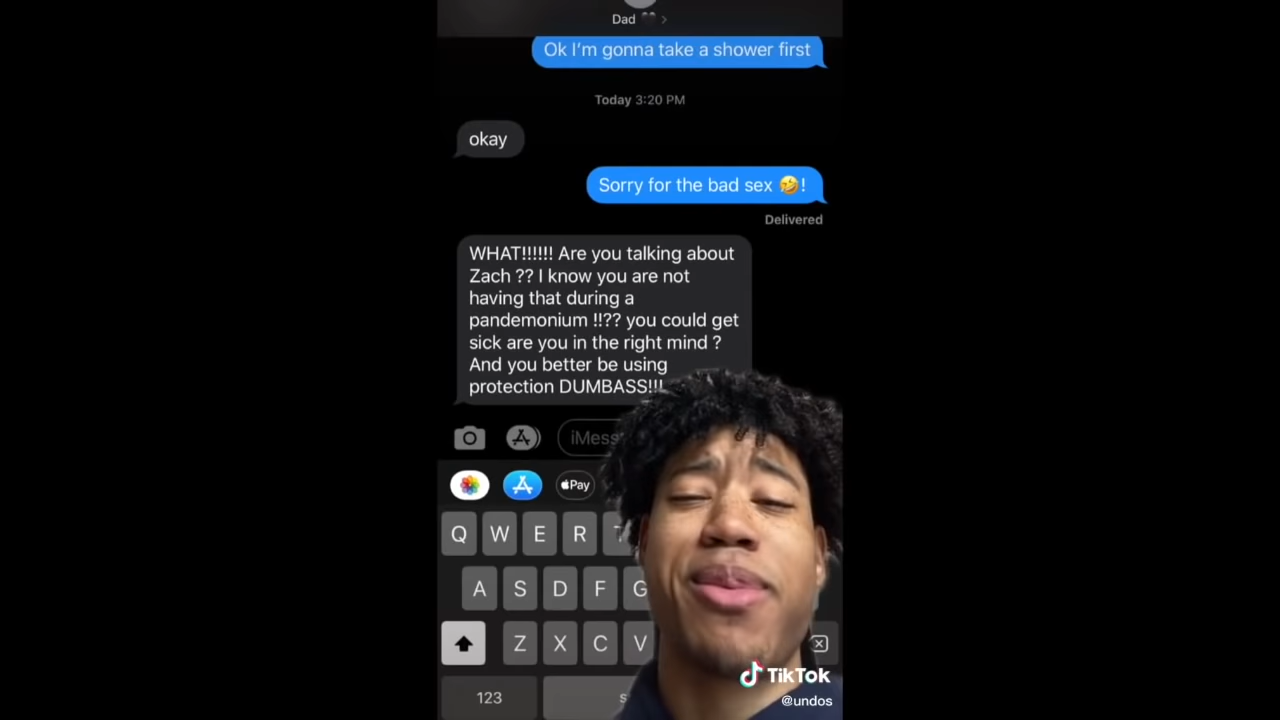 Dad 🖤 >
Ok I'm gonna take a shower first
Today 3:20 PM
okay
Sorry for the bad sex 🤣!
Delivered
WHAT!!!!!! Are you talking about
Zach ?? I know you are not
having that during a
pandemonium !!?? you could get
sick are you in the right mind ?
And you better be using
protection DUMBASS!!!
iMess
Pay
Q W E R T
A S D F G
Z X C V
123
s
TikTok
@undos